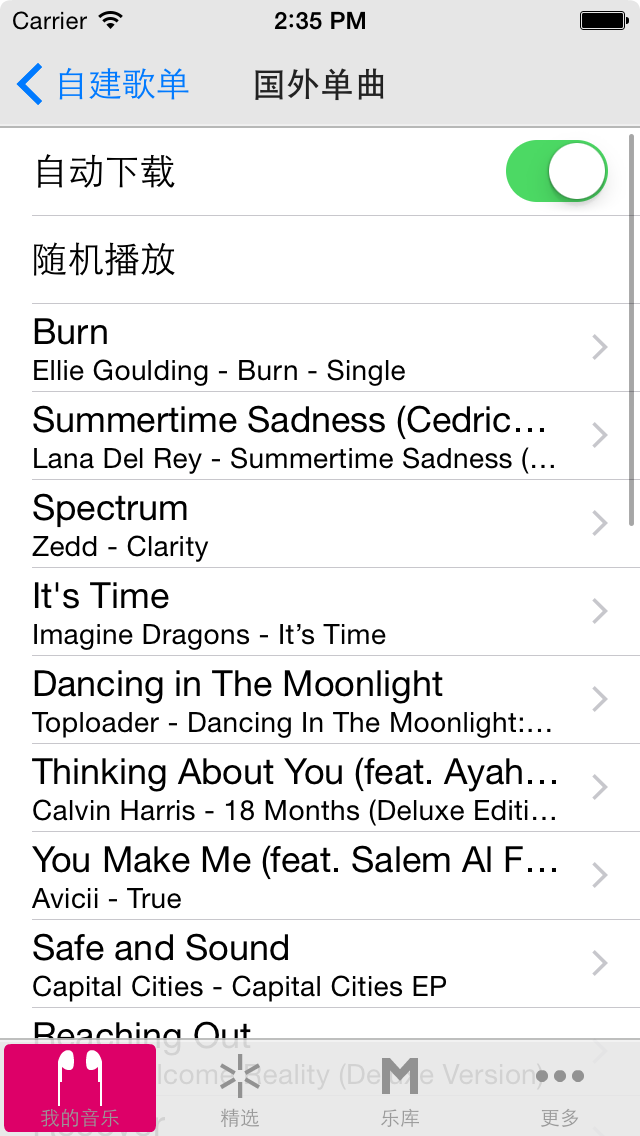 Carrier 2:35 PM
自建歌单 国外单曲
自动下载
随机播放
Burn
Ellie Goulding - Burn - Single
Summertime Sadness (Cedric…
Lana Del Rey - Summertime Sadness (…
Spectrum
Zedd - Clarity
It's Time
Imagine Dragons - It’s Time
Dancing in The Moonlight
Toploader - Dancing In The Moonlight:…
Thinking About You (feat. Ayah…
Calvin Harris - 18 Months (Deluxe Editi…
You Make Me (feat. Salem Al F…
Avicii - True
Safe and Sound
Capital Cities - Capital Cities EP
Reaching Out
lcome Reality (Deluxe Version)
我的音乐 精选 乐库 更多